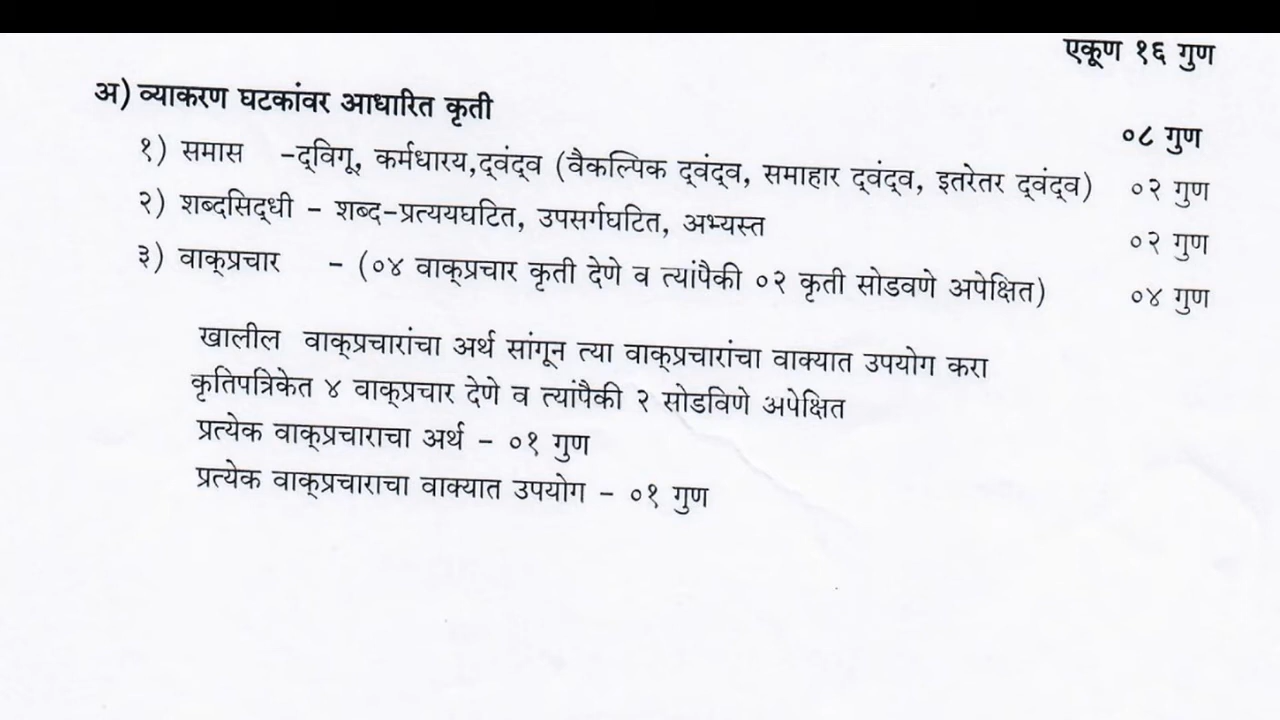 एकूण १६ गुण
अ) व्याकरण घटकांवर आधारित कृती ०८ गुण
१) समास -द्‌विगू, कर्मधारय,द्‌वंद्‌व (वैकल्पिक द्‌वंद्‌व, समाहार द्‌वंद्‌व, इतरेतर द्‌वंद्‌व) ०२ गुण
२) शब्दसिद्‌धी - शब्द-प्रत्ययघटित, उपसर्गघटित, अभ्यस्त ०२ गुण
३) वाक्‌प्रचार - (०४ वाक्‌प्रचार कृती देणे व त्यांपैकी ०२ कृती सोडवणे अपेक्षित) ०४ गुण
खालील वाक्‌प्रचारांचा अर्थ सांगून त्या वाक्‌प्रचारांचा वाक्यात उपयोग करा
कृतिपत्रिकेत ४ वाक्‌प्रचार देणे व त्यांपैकी २ सोडविणे अपेक्षित
प्रत्येक वाक्‌प्रचाराचा अर्थ - ०१ गुण
प्रत्येक वाक्‌प्रचाराचा वाक्यात उपयोग - ०१ गुण